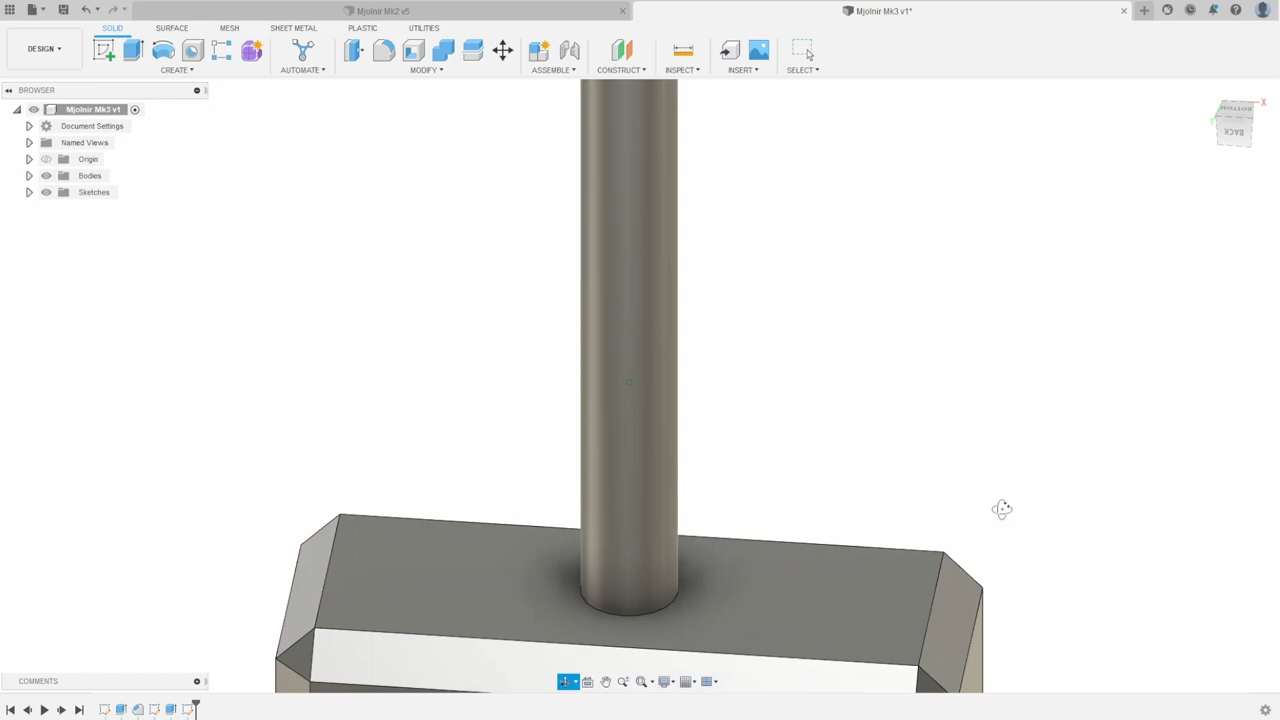 Mjolnir Mk2 v5
Mjolnir Mk3 v1*
DESIGN
SOLID SURFACE MESH SHEET METAL PLASTIC UTILITIES
CREATE AUTOMATE MODIFY ASSEMBLE CONSTRUCT INSPECT INSERT SELECT
BROWSER
Mjolnir Mk3 v1
Document Settings
Named Views
Origin
Bodies
Sketches
BOTTOM
BACK
X
Y
COMMENTS